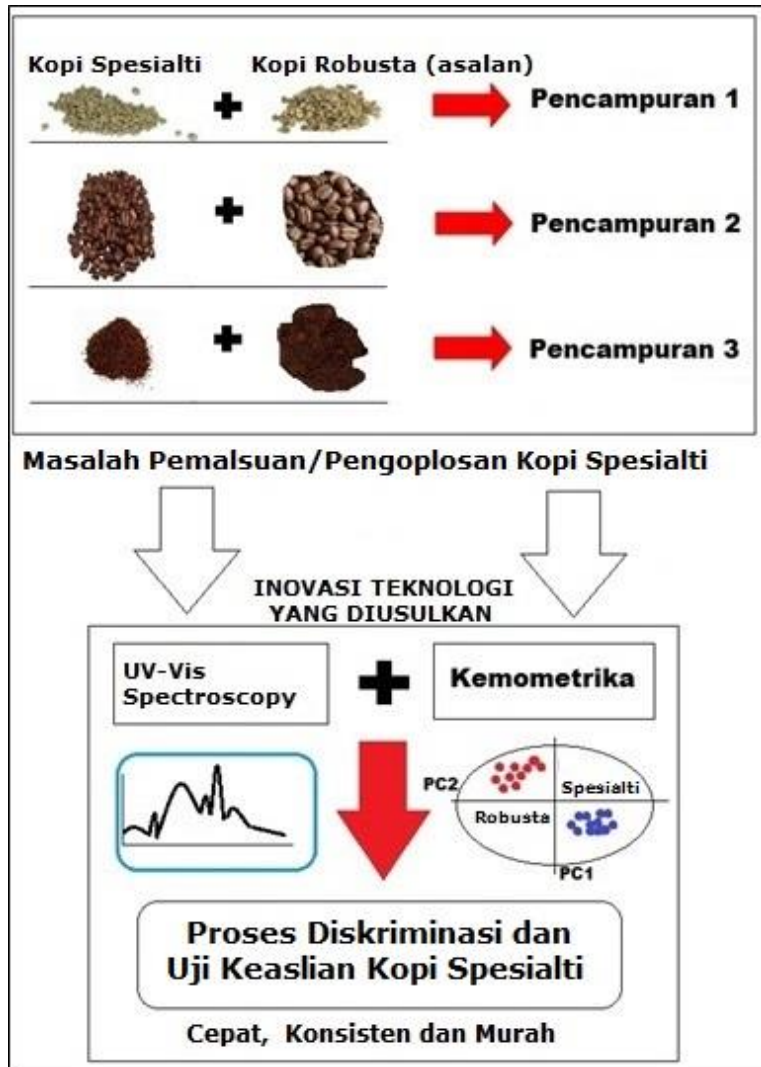 Kopi Spesialti
Kopi Robusta (asalan)
Pencampuran 1
Pencampuran 2
Pencampuran 3
Masalah Pemalsuan/Pengoplosan Kopi Spesialti
INOVASI TEKNOLOGI
YANG DIUSULKAN
UV-Vis
Spectroscopy
Kemometrika
PC2
Spesialti
Robusta
PC1
Proses Diskriminasi dan
Uji Keaslian Kopi Spesialti
Cepat, Konsisten dan Murah